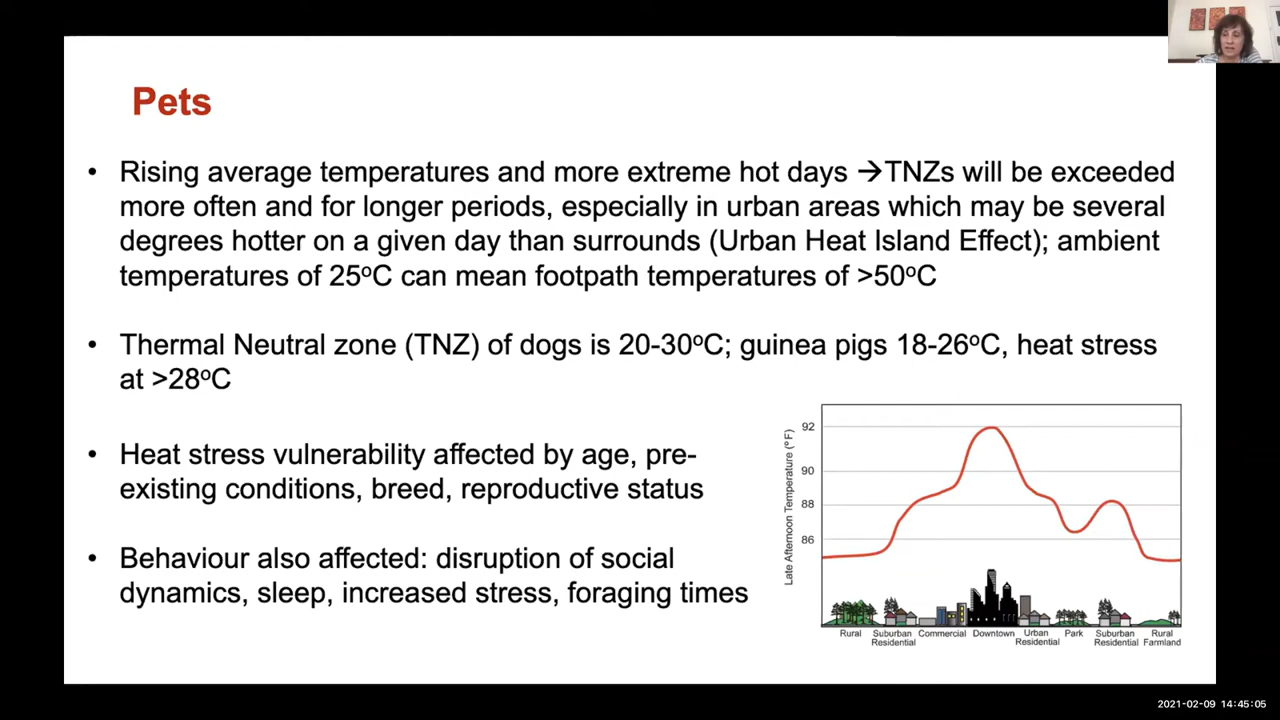 Pets
• Rising average temperatures and more extreme hot days →TNZs will be exceeded
more often and for longer periods, especially in urban areas which may be several
degrees hotter on a given day than surrounds (Urban Heat Island Effect); ambient
temperatures of 25ºC can mean footpath temperatures of >50ºC
• Thermal Neutral zone (TNZ) of dogs is 20-30ºC; guinea pigs 18-26ºC, heat stress
at >28ºC
• Heat stress vulnerability affected by age, pre-
existing conditions, breed, reproductive status
• Behaviour also affected: disruption of social
dynamics, sleep, increased stress, foraging times
Late Afternoon Temperature (º F)
92
90
88
86
Rural
Suburban
Residential
Commercial
Downtown
Urban
Residential
Park
Suburban
Residential
Rural
Farmland
2021-02-09 14:45:05